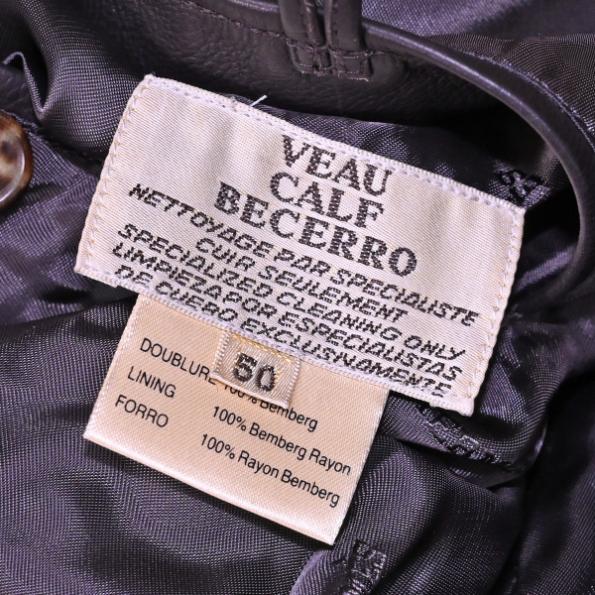 VEAU
CALF
BECERRO
NETTOYAGE PAR SPECIALISTE
CUIR SEULEMENT
SPECIALIZED CLEANING ONLY
LIMPIEZA POR ESPECIALISTAS
DE CUERO EXCLUSIVAMENTE
50
DOUBLURE 100% Bemberg
LINING 100% Bemberg Rayon
FORRO 100% Rayon Bemberg